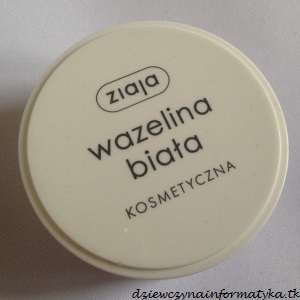 ziaja
wazelina
biała
KOSMETYCZNA
dziewczynainformatyka.tk